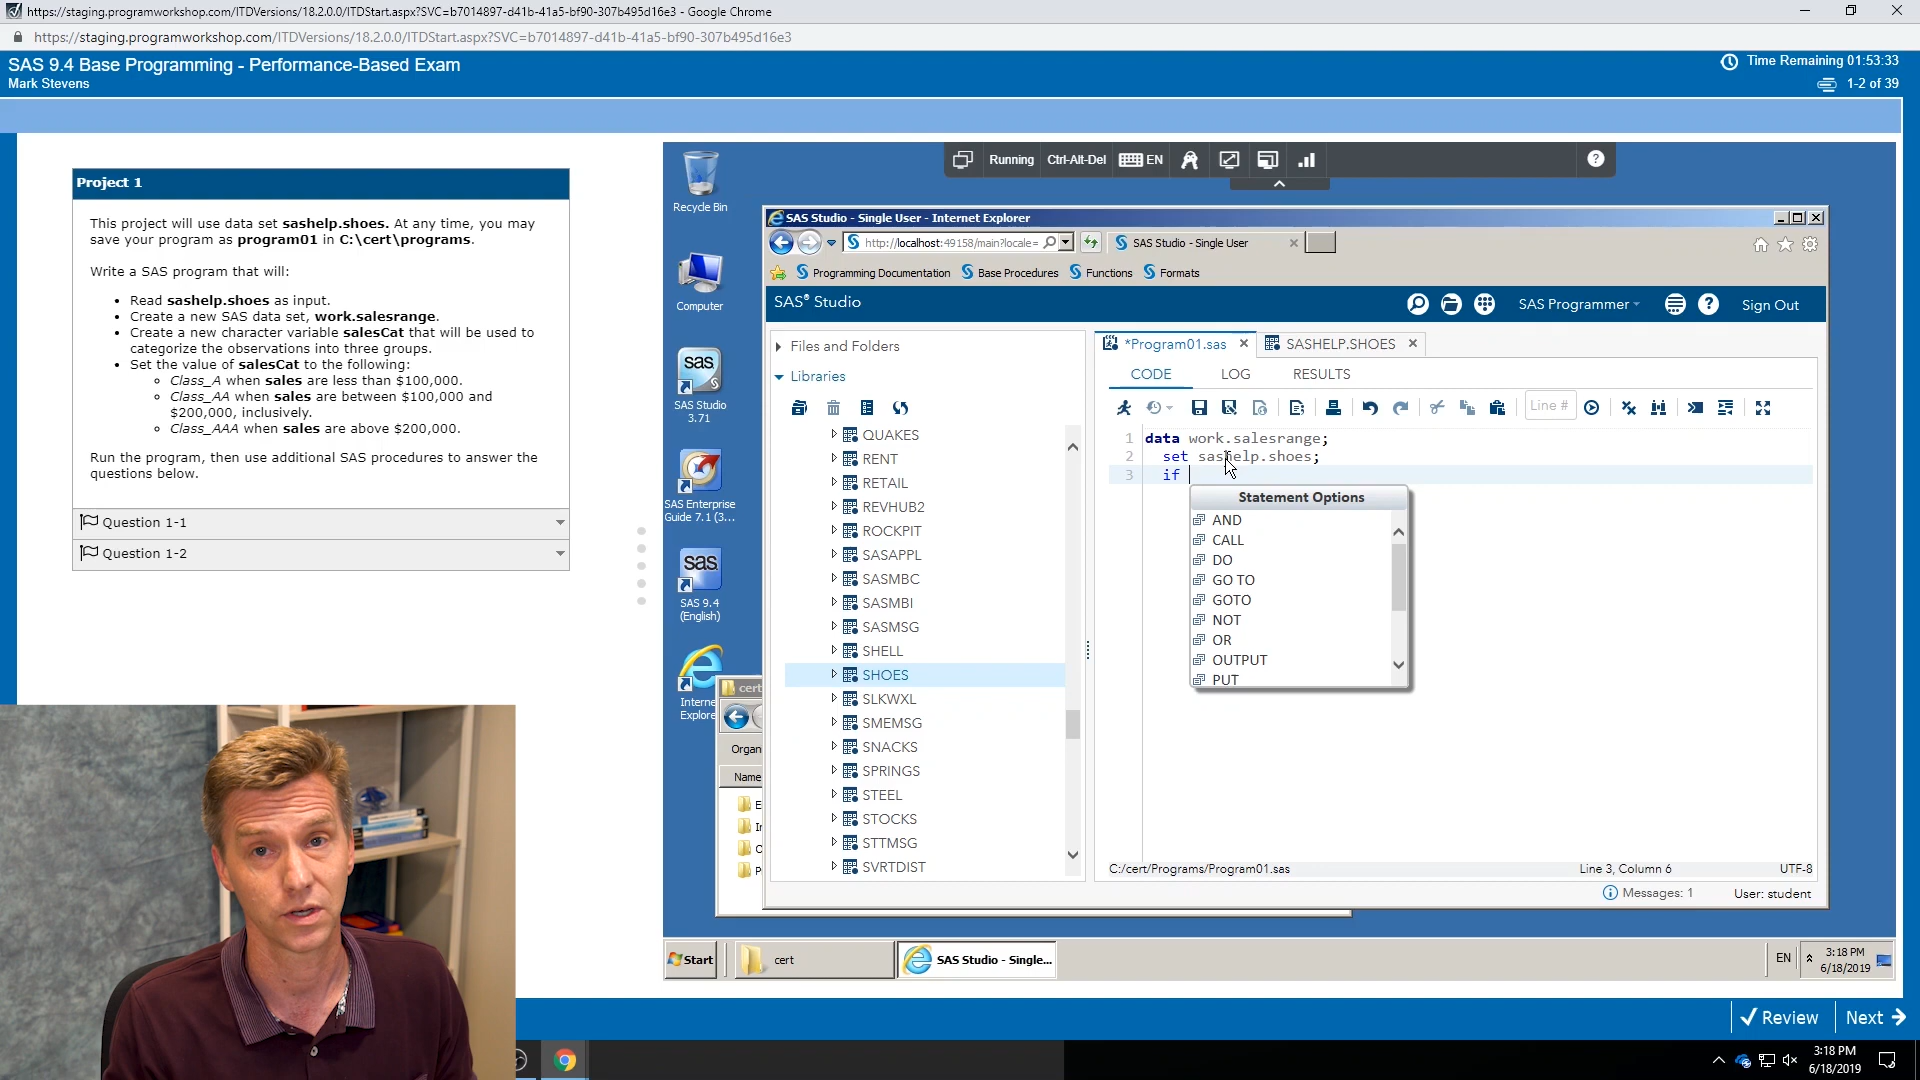 https://staging.programworkshop.com/ITDVersions/18.2.0.0/ITDStart.aspx?SVC=b7014897-d41b-41a5-bf90-307b495d16e3 - Google Chrome
https://staging.programworkshop.com/ITDVersions/18.2.0.0/ITDStart.aspx?SVC=b7014897-d41b-41a5-bf90-307b495d16e3
SAS 9.4 Base Programming - Performance-Based Exam
Mark Stevens
Time Remaining 01:53:33
1-2 of 39
Project 1
This project will use data set sashelp.shoes. At any time, you may
save your program as program01 in C:\cert\programs.
Write a SAS program that will:
• Read sashelp.shoes as input.
• Create a new SAS data set, work.salesrange.
• Create a new character variable salesCat that will be used to
categorize the observations into three groups.
• Set the value of salesCat to the following:
Class_A when sales are less than $100,000.
Class_AA when sales are between $100,000 and
$200,000, inclusively.
Class_AAA when sales are above $200,000.
Run the program, then use additional SAS procedures to answer the
questions below.
Question 1-1
Question 1-2
Recycle Bin
Computer
SAS Studio
3.71
SAS Enterprise
Guide 7.1 (3...
sas
SAS 9.4
(English)
Interne
Explore
Running
Ctrl-Alt-Del
EN
cert
Organ
Name
SAS Studio - Single User - Internet Explorer
http://localhost:49158/main?locale=
SAS Studio - Single User
Programming Documentation
Base Procedures
Functions
Formats
SAS® Studio
SAS Programmer
Sign Out
Files and Folders
Libraries
QUAKES
RENT
RETAIL
REVHUB2
ROCKPIT
SASAPPL
SASMBC
SASMBI
SASMSG
SHELL
SHOES
SLKWXL
SMEMSG
SNACKS
SPRINGS
STEEL
STOCKS
STTMSG
SVRTDIST
*Program01.sas
SASHELP.SHOES
CODE
LOG
RESULTS
Line #
1 data work.salesrange;
2 set sashelp.shoes;
3 if
Statement Options
AND
CALL
DO
GO TO
GOTO
NOT
OR
OUTPUT
PUT
C:/cert/Programs/Program01.sas
Line 3, Column 6
UTF-8
Messages: 1
User: student
Start
cert
SAS Studio - Single...
EN
3:18 PM
6/18/2019
Review
Next
3:18 PM
6/18/2019